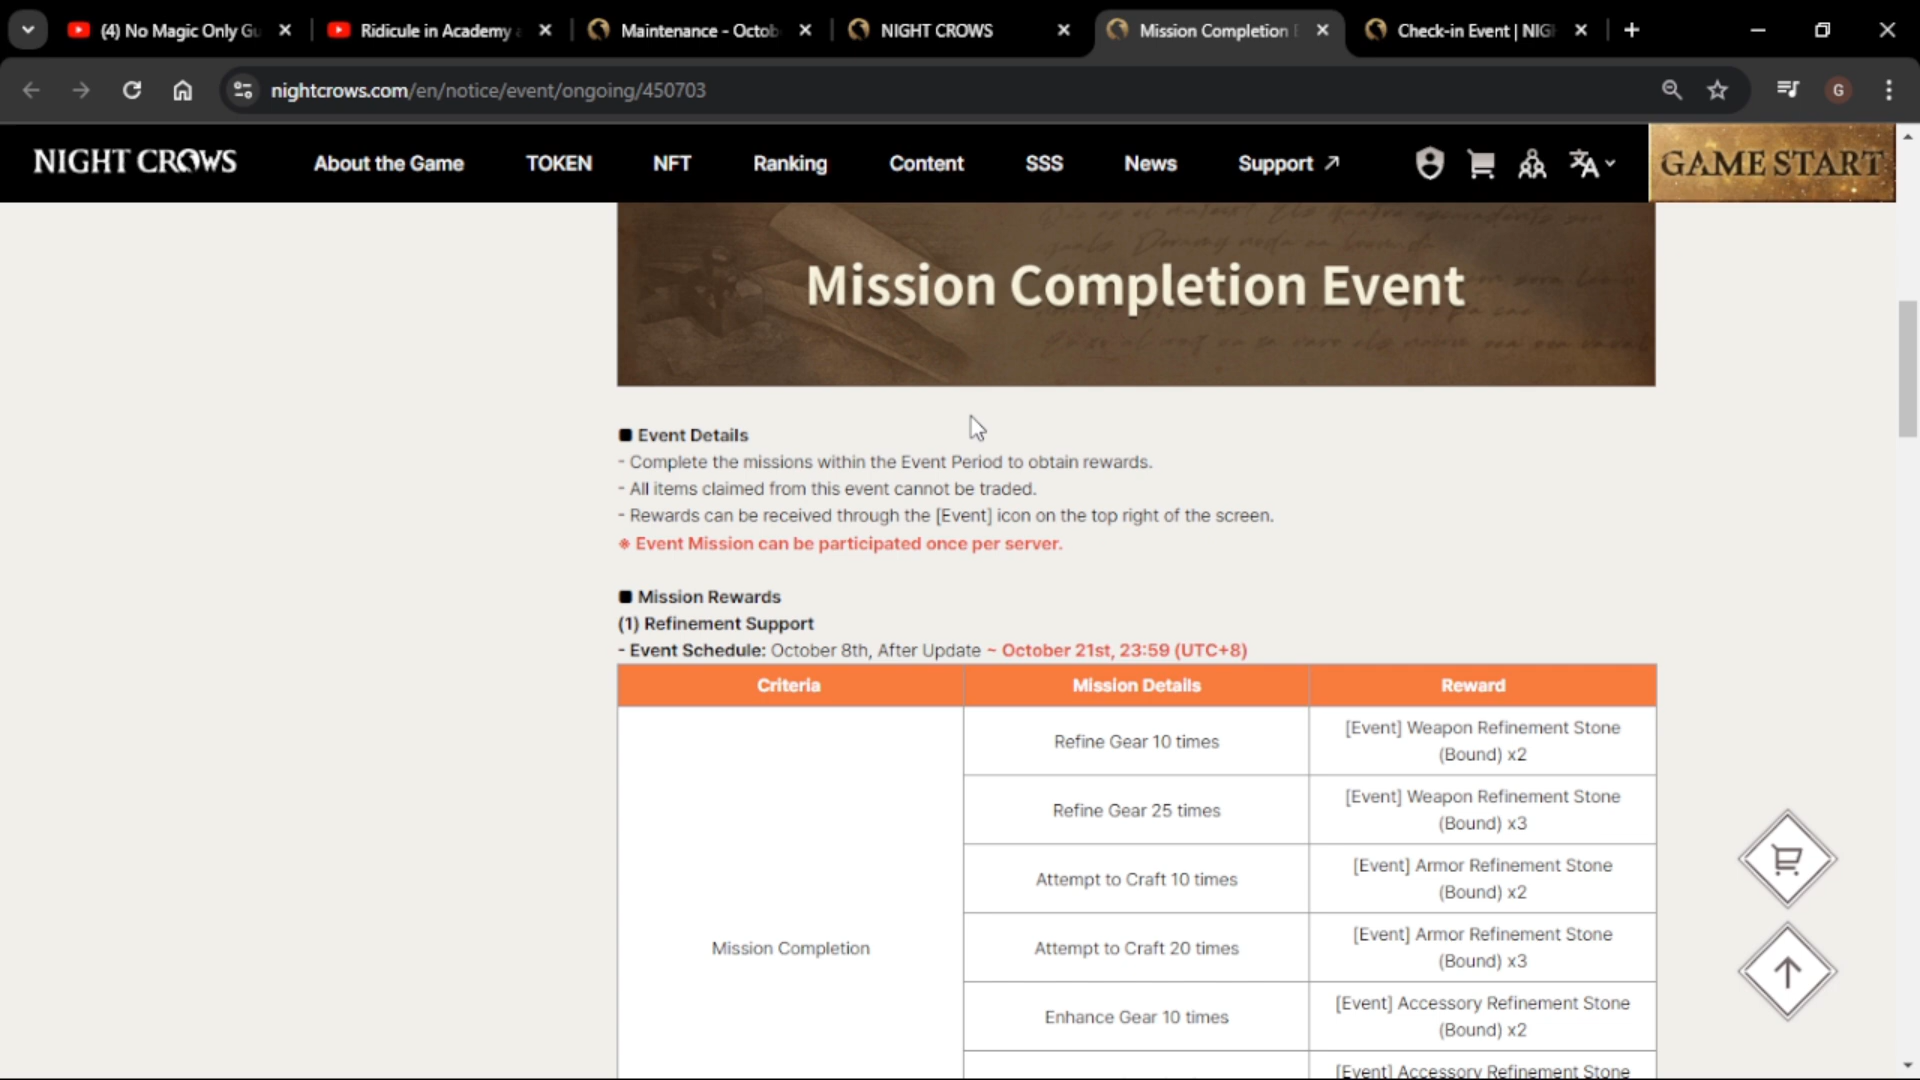 (4) No Magic Only Gu
Ridicule in Academy a
Maintenance - Octob
NIGHT CROWS
Mission Completion E
Check-in Event | NIG
nightcrows.com/en/notice/event/ongoing/450703
G
NIGHT CROWS
About the Game
TOKEN
NFT
Ranking
Content
SSS
News
Support ↗
GAME START
Mission Completion Event
■ Event Details
- Complete the missions within the Event Period to obtain rewards.
- All items claimed from this event cannot be traded.
- Rewards can be received through the [Event] icon on the top right of the screen.
※ Event Mission can be participated once per server.
■ Mission Rewards
(1) Refinement Support
- Event Schedule: October 8th, After Update ~ October 21st, 23:59 (UTC+8)
Criteria
Mission Details
Reward
Mission Completion
Refine Gear 10 times
[Event] Weapon Refinement Stone
(Bound) x2
Refine Gear 25 times
[Event] Weapon Refinement Stone
(Bound) x3
Attempt to Craft 10 times
[Event] Armor Refinement Stone
(Bound) x2
Attempt to Craft 20 times
[Event] Armor Refinement Stone
(Bound) x3
Enhance Gear 10 times
[Event] Accessory Refinement Stone
(Bound) x2
[Event] Accessory Refinement Stone